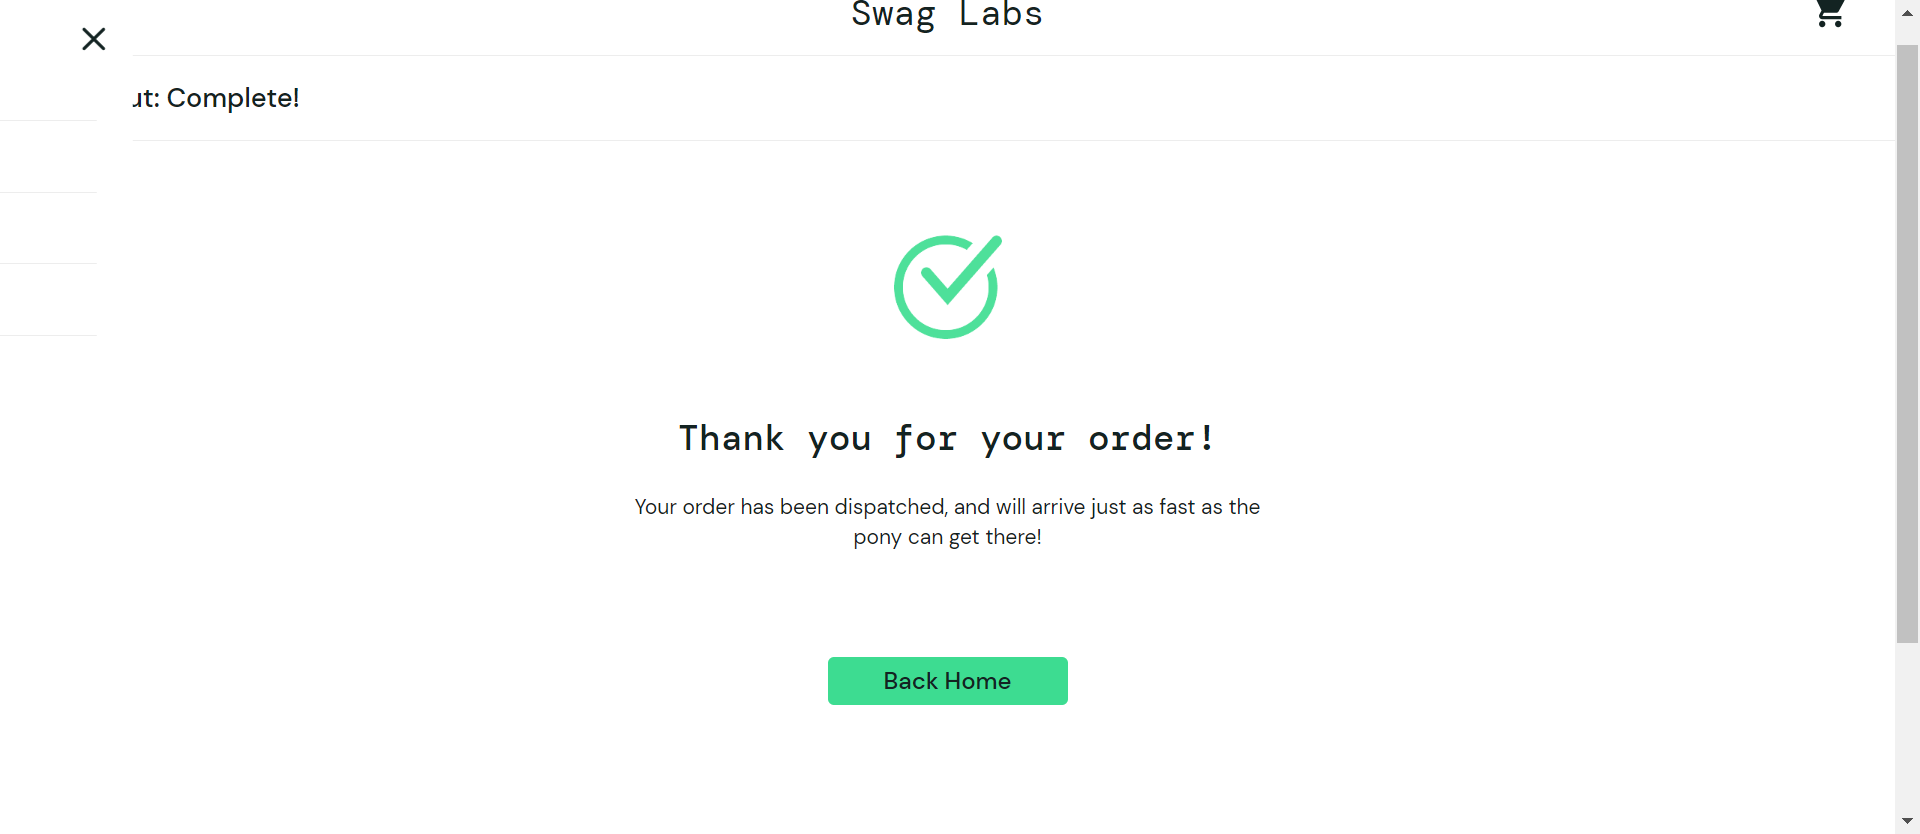 Swag Labs
ut: Complete!
Thank you for your order!
Your order has been dispatched, and will arrive just as fast as the
pony can get there!
Back Home